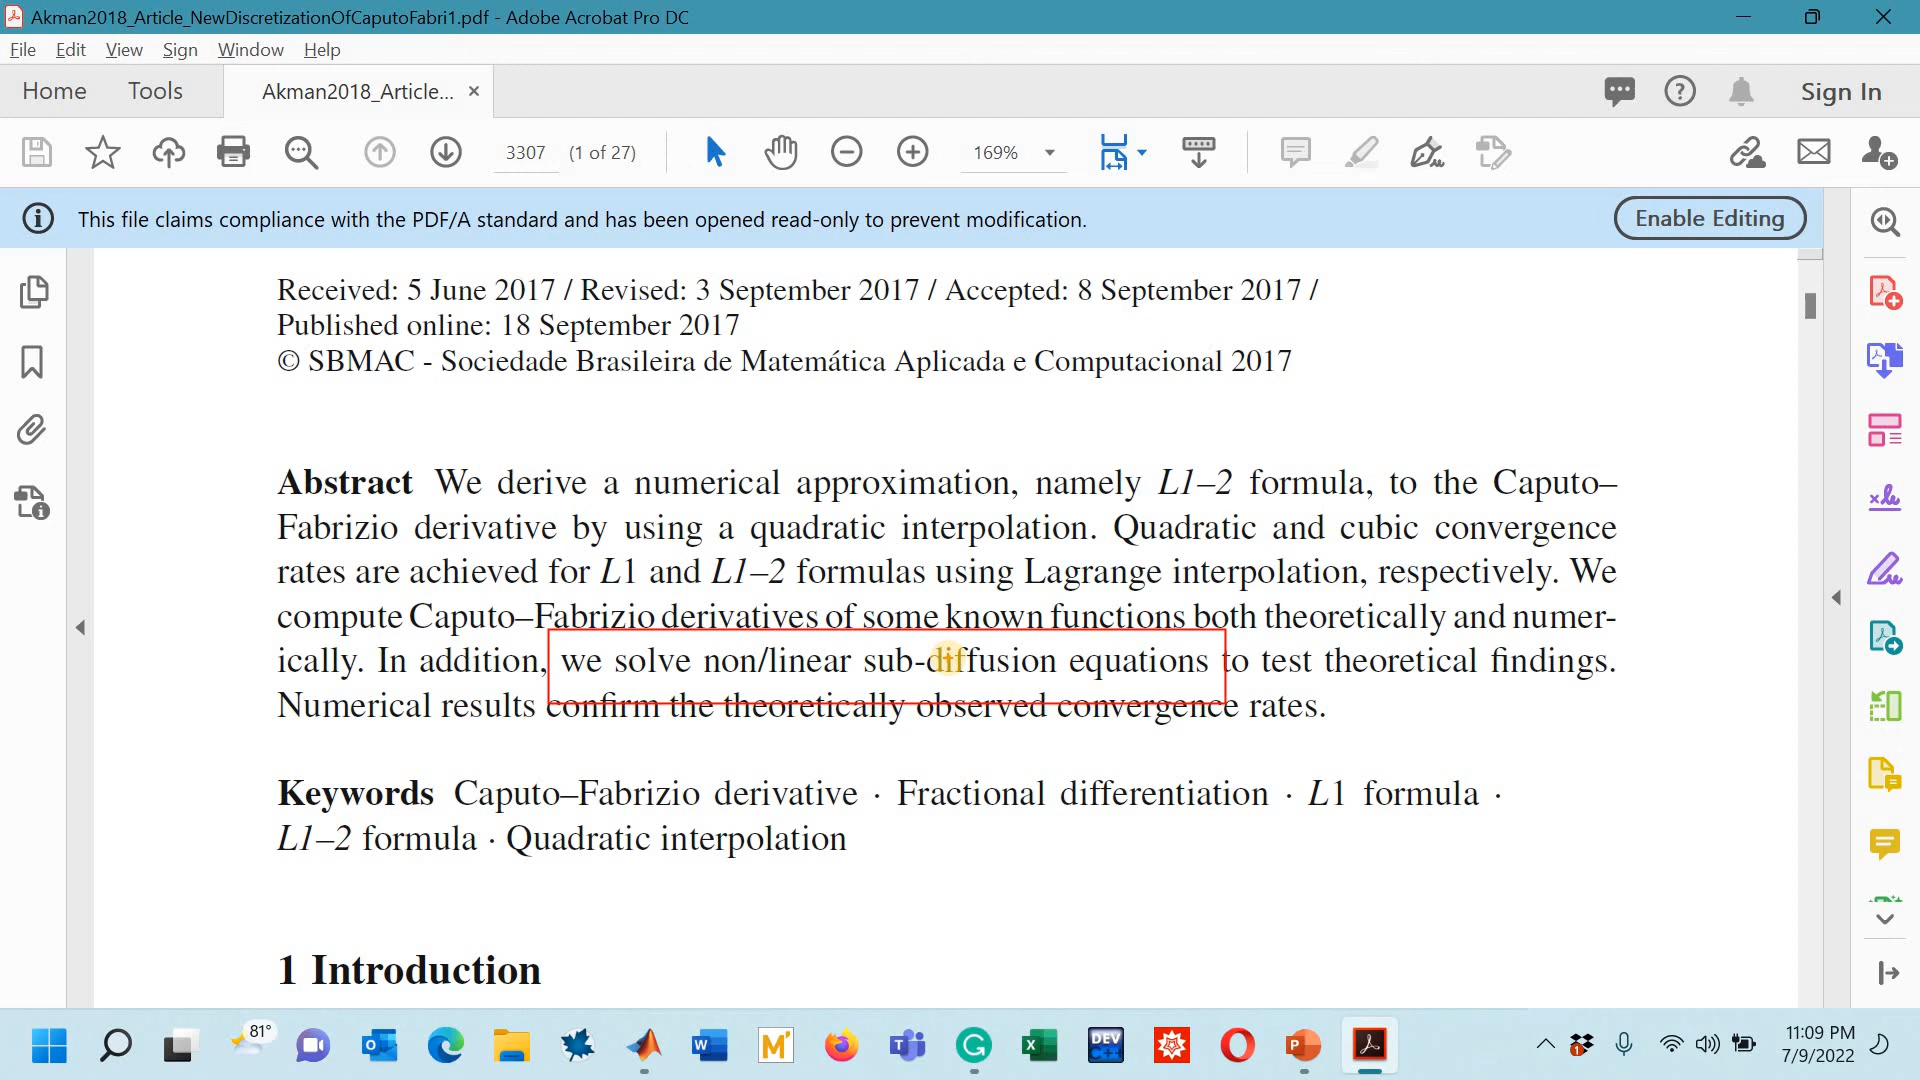 Akman2018_Article_NewDiscretizationOfCaputoFabri1.pdf - Adobe Acrobat Pro DC
File Edit View Sign Window Help
Home Tools Akman2018_Article... × Sign In
3307 (1 of 27) 169%
This file claims compliance with the PDF/A standard and has been opened read-only to prevent modification. Enable Editing
Received: 5 June 2017 / Revised: 3 September 2017 / Accepted: 8 September 2017 /
Published online: 18 September 2017
© SBMAC - Sociedade Brasileira de Matemática Aplicada e Computacional 2017
Abstract We derive a numerical approximation, namely L1–2 formula, to the Caputo–
Fabrizio derivative by using a quadratic interpolation. Quadratic and cubic convergence
rates are achieved for L1 and L1–2 formulas using Lagrange interpolation, respectively. We
compute Caputo–Fabrizio derivatives of some known functions both theoretically and numer-
ically. In addition, we solve non/linear sub-diffusion equations to test theoretical findings.
Numerical results confirm the theoretically observed convergence rates.
Keywords Caputo–Fabrizio derivative · Fractional differentiation · L1 formula ·
L1–2 formula · Quadratic interpolation
1 Introduction
81°
DEV C++
11:09 PM
7/9/2022